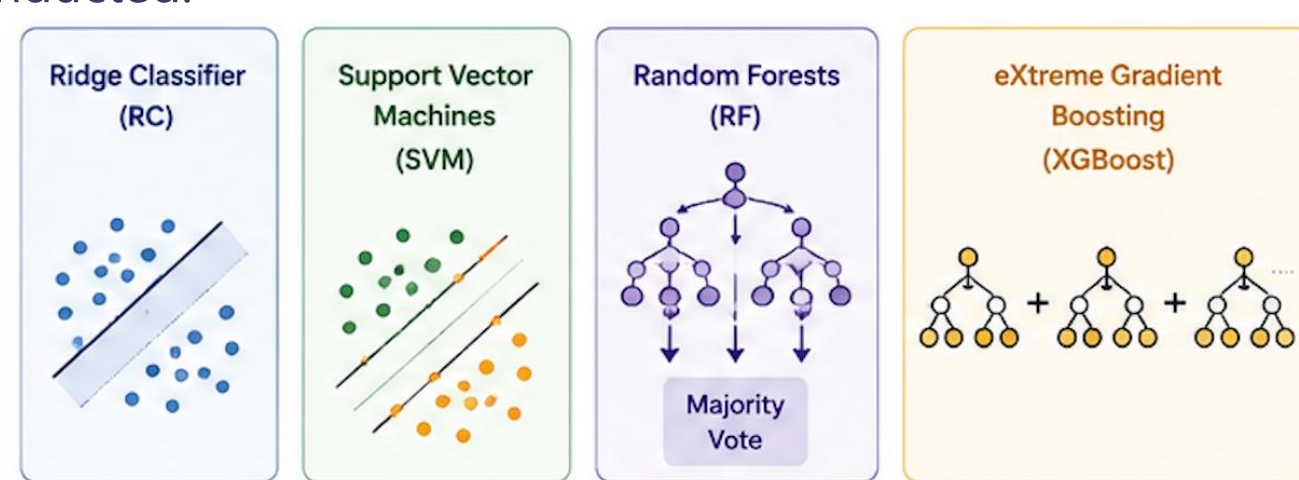 Ridge Classifier
(RC)
Support Vector
Machines
(SVM)
Random Forests
(RF)
Majority
Vote
eXtreme Gradient
Boosting
(XGBoost)
....